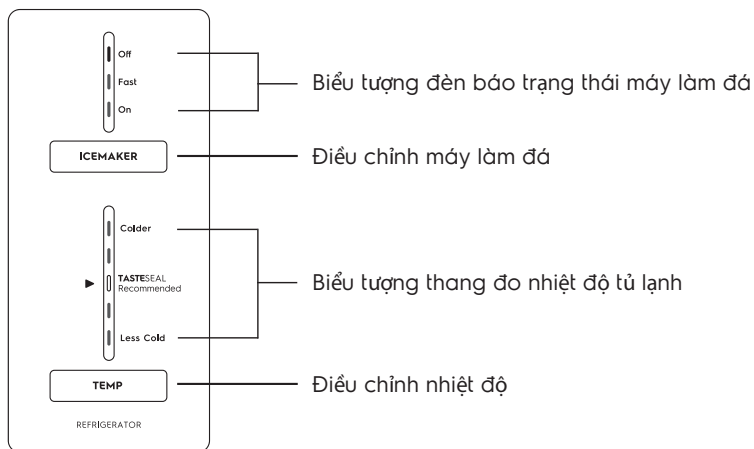 Off
Fast
On
Biểu tượng đèn báo trạng thái máy làm đá
ICEMAKER
Điều chỉnh máy làm đá
Colder
TASTESEAL
Recommended
Biểu tượng thang đo nhiệt độ tủ lạnh
Less Cold
TEMP
Điều chỉnh nhiệt độ
REFRIGERATOR